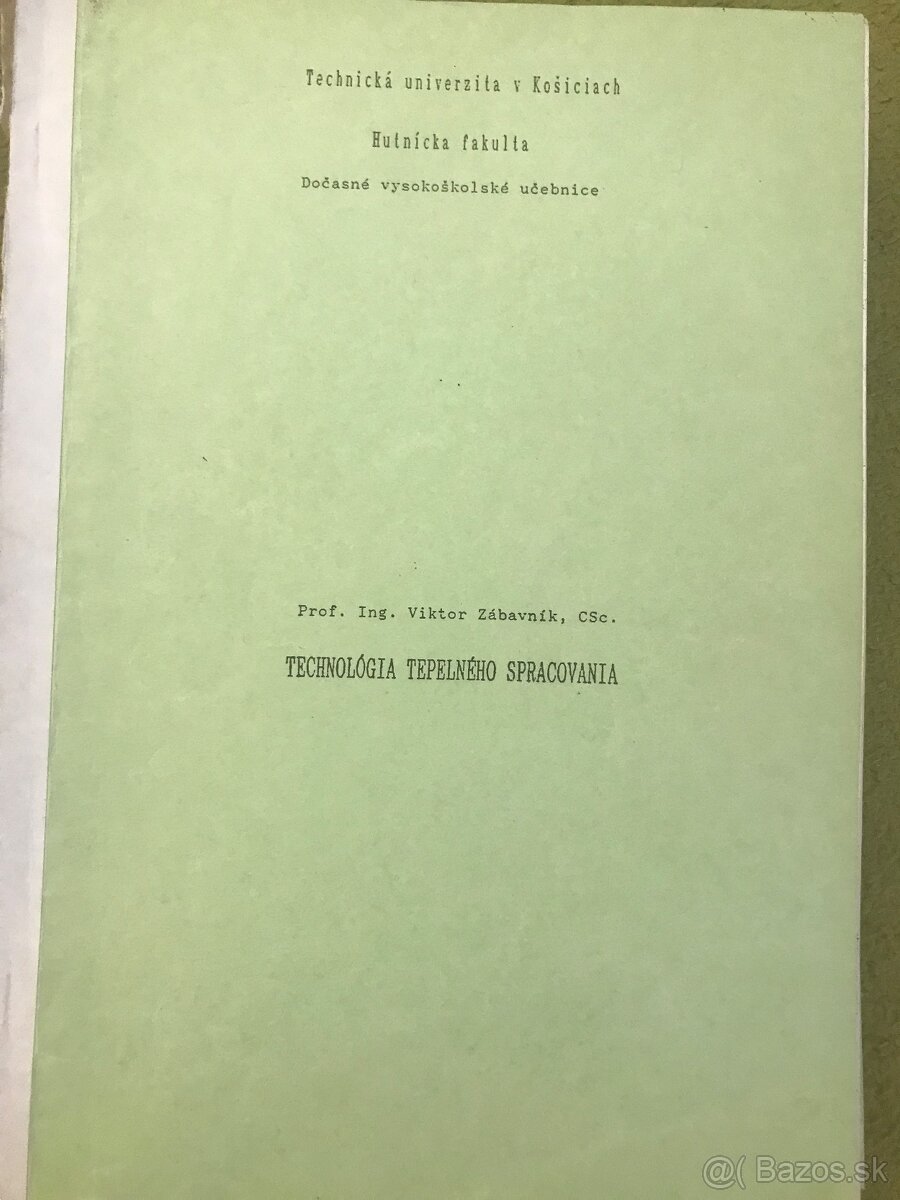 Technická univerzita v Košiciach
Hutnícka fakulta
Dočasné vysokoškolské učebnice
Prof. Ing. Viktor Zábavník, CSc.
TECHNOLÓGIA TEPELNÉHO SPRACOVANIA
@( Bazos.sk